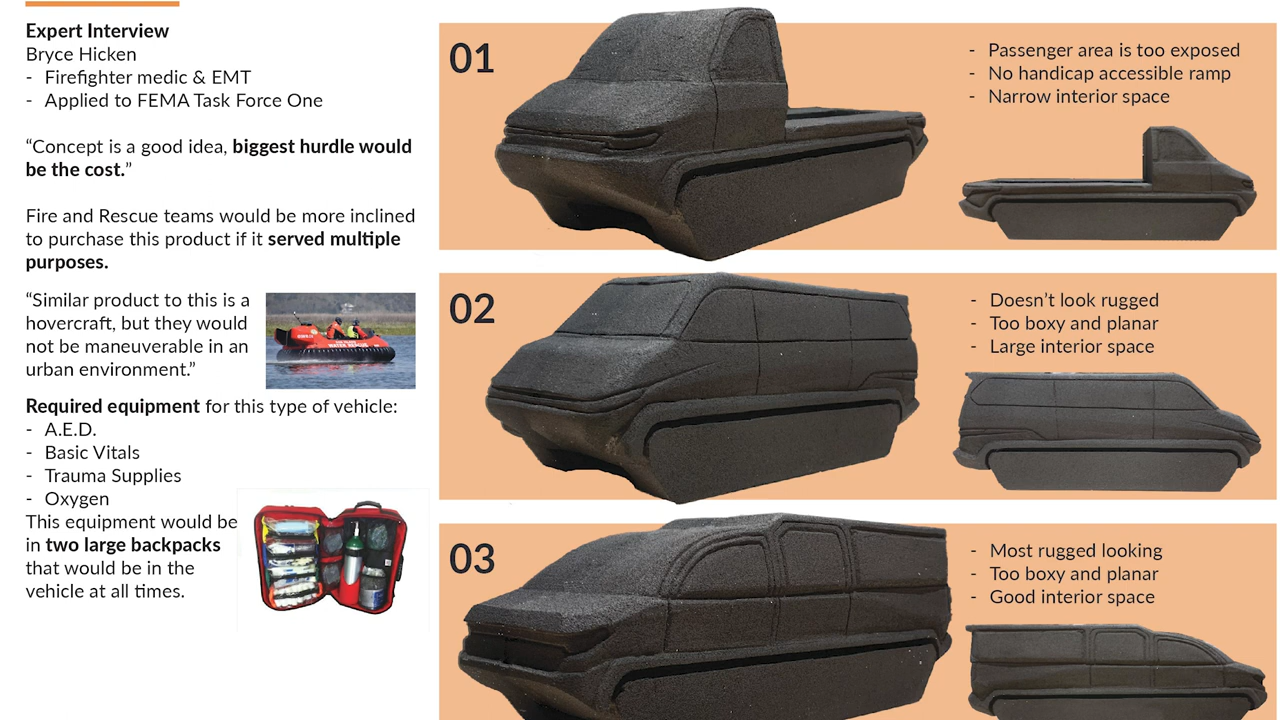 Expert Interview
Bryce Hicken
- Firefighter medic & EMT
- Applied to FEMA Task Force One
“Concept is a good idea, biggest hurdle would
be the cost.”
Fire and Rescue teams would be more inclined
to purchase this product if it served multiple
purposes.
“Similar product to this is a
hovercraft, but they would
not be maneuverable in an
urban environment.”
WATER RESCUE
Required equipment for this type of vehicle:
- A.E.D.
- Basic Vitals
- Trauma Supplies
- Oxygen
This equipment would be
in two large backpacks
that would be in the
vehicle at all times.
01
- Passenger area is too exposed
- No handicap accessible ramp
- Narrow interior space
02
- Doesn’t look rugged
- Too boxy and planar
- Large interior space
03
- Most rugged looking
- Too boxy and planar
- Good interior space